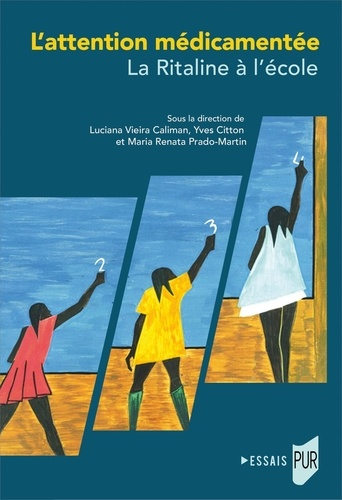 L'attention médicamentée
La Ritaline à l'école
Sous la direction de
Luciana Vieira Caliman, Yves Citton
et Maria Renata Prado-Martin
2
3
4
ESSAIS PUR